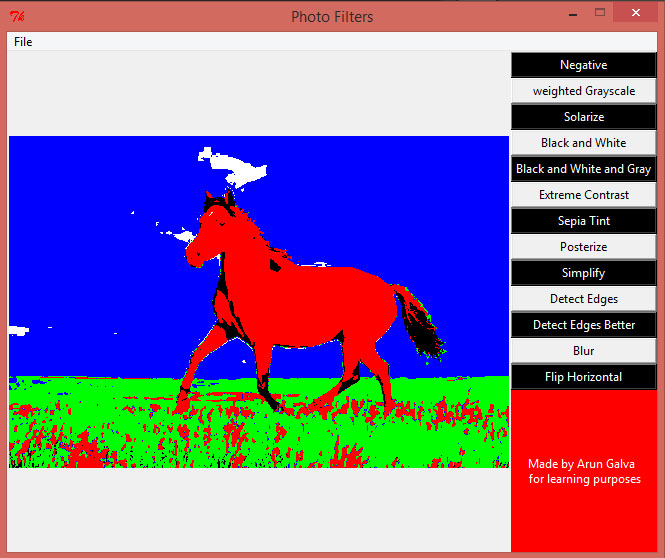 Photo Filters
File
Negative
weighted Grayscale
Solarize
Black and White
Black and White and Gray
Extreme Contrast
Sepia Tint
Posterize
Simplify
Detect Edges
Detect Edges Better
Blur
Flip Horizontal
Made by Arun Galva
for learning purposes